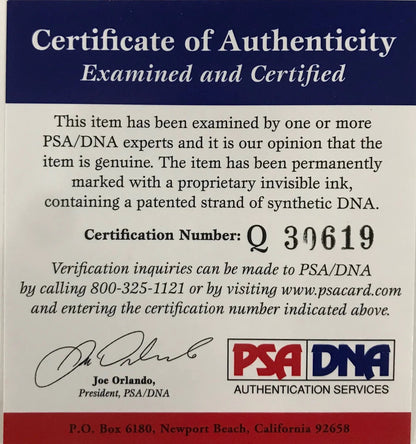 Certificate of Authenticity
Examined and Certified
This item has been examined by one or more
PSA/DNA experts and it is our opinion that the
item is genuine. The item has been permanently
marked with a proprietary invisible ink,
containing a patented strand of synthetic DNA.
Certification Number: Q 30619
Verification inquiries can be made to PSA/DNA
by calling 800-325-1121 or by visiting www.psacard.com
and entering the certification number indicated above.
Joe Orlando,
President, PSA/DNA
PSA DNA
AUTHENTICATION SERVICES
P.O. Box 6180, Newport Beach, California 92658